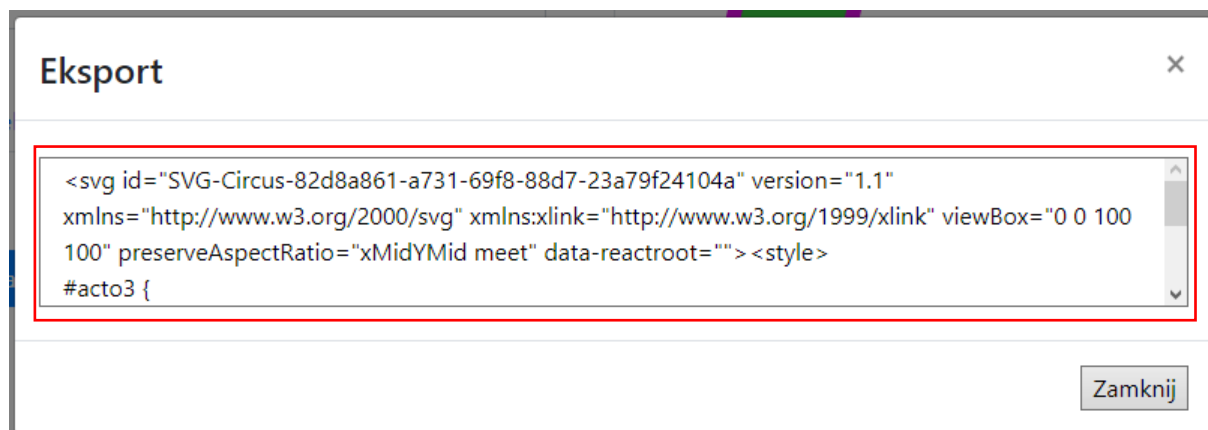 Eksport
×
<svg id="SVG-Circus-82d8a861-a731-69f8-88d7-23a79f24104a" version="1.1"
xmlns="http://www.w3.org/2000/svg" xmlns:xlink="http://www.w3.org/1999/xlink" viewBox="0 0 100
100" preserveAspectRatio="xMidYMid meet" data-reactroot=""><style>
#acto3 {
Zamknij